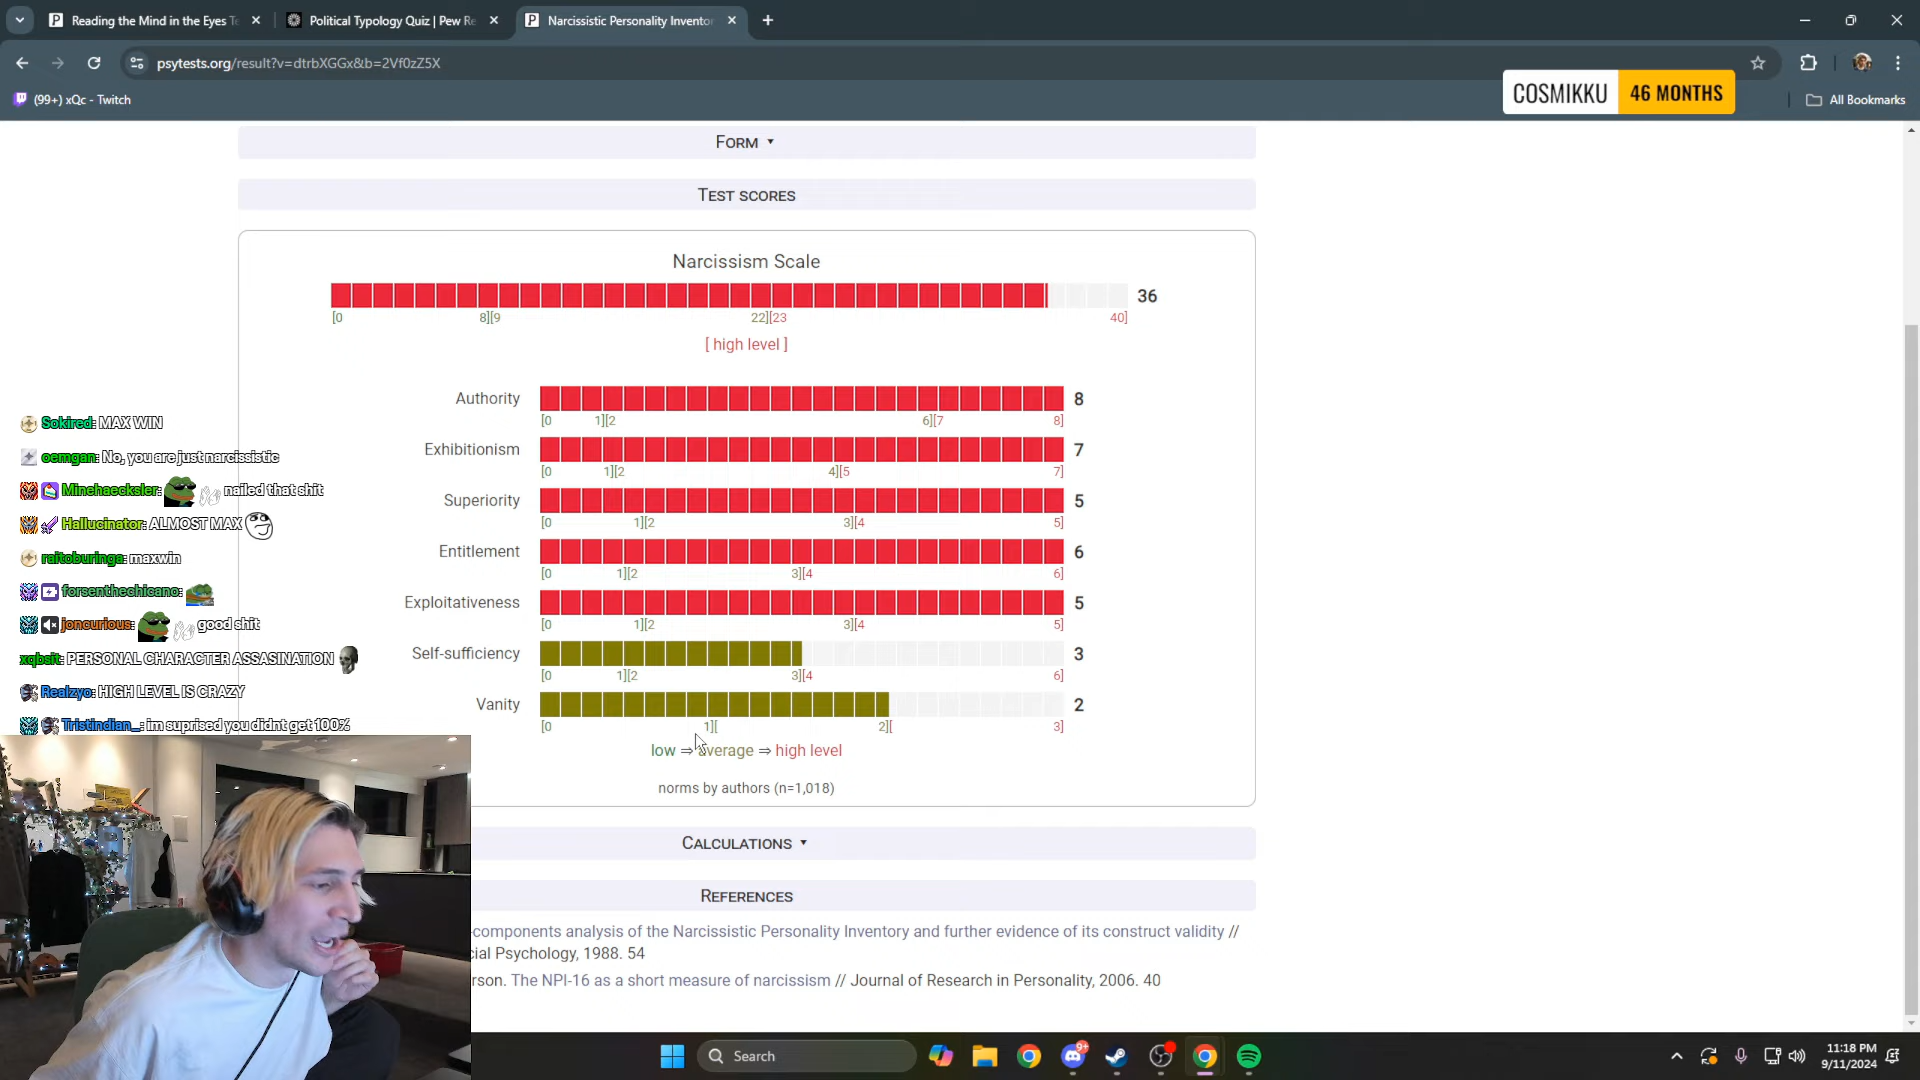 Reading the Mind in the Eyes Te
Political Typology Quiz | Pew Re
Narcissistic Personality Invento
psytests.org/result?v=dtrbXGGx&b=2Vf0zZ5X
COSMIKKU 46 MONTHS
(99+) xQc - Twitch
All Bookmarks
FORM
TEST SCORES
Narcissism Scale
36
[0 8][9 22][23 40]
[ high level ]
Authority 8
[0 1][2 6][7 8]
Exhibitionism 7
[0 1][2 4][5 7]
Superiority 5
[0 1][2 3][4 5]
Entitlement 6
[0 1][2 3][4 6]
Exploitativeness 5
[0 1][2 3][4 5]
Self-sufficiency 3
[0 1][2 3][4 6]
Vanity 2
[0 1][ 2][ 3]
low ⇒ average ⇒ high level
norms by authors (n=1,018)
Sokired: MAX WIN
oemgan: No, you are just narcissistic
Minehaecksler: nailed that shit
Hallucinator: ALMOST MAX
raitoburinga: maxwin
forsenthechicano:
joncurious: good shit
xqbsit: PERSONAL CHARACTER ASSASINATION
Realzyo: HIGH LEVEL IS CRAZY
Tristindian_: im suprised you didnt get 100%
CALCULATIONS
REFERENCES
-components analysis of the Narcissistic Personality Inventory and further evidence of its construct validity //
cial Psychology, 1988. 54
rson. The NPI-16 as a short measure of narcissism // Journal of Research in Personality, 2006. 40
Search
9+
11:18 PM
9/11/2024